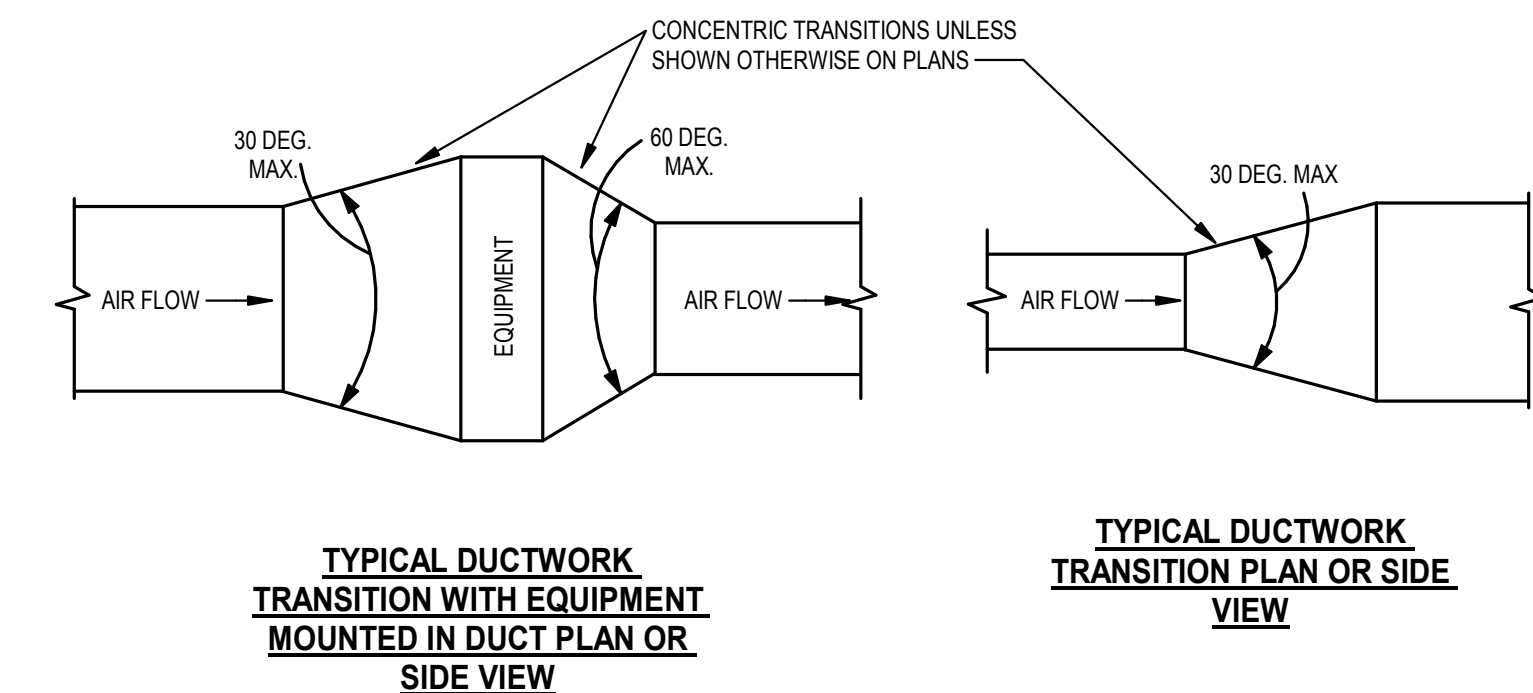 CONCENTRIC TRANSITIONS UNLESS
SHOWN OTHERWISE ON PLANS
30 DEG.
MAX.
60 DEG.
MAX.
AIR FLOW
EQUIPMENT
AIR FLOW
TYPICAL DUCTWORK
TRANSITION WITH EQUIPMENT
MOUNTED IN DUCT PLAN OR
SIDE VIEW
30 DEG. MAX
AIR FLOW
TYPICAL DUCTWORK
TRANSITION PLAN OR SIDE
VIEW